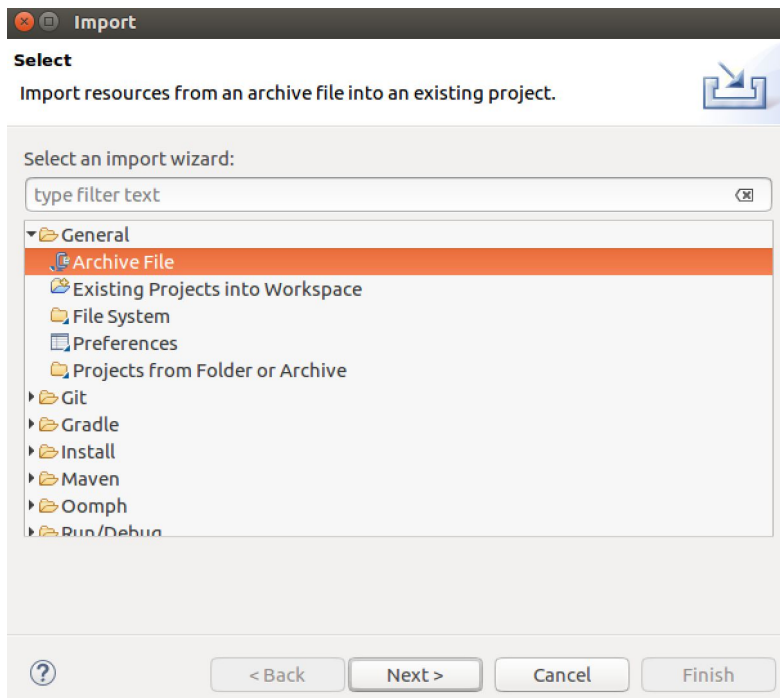 Import
Select
Import resources from an archive file into an existing project.
Select an import wizard:
type filter text
General
Archive File
Existing Projects into Workspace
File System
Preferences
Projects from Folder or Archive
Git
Gradle
Install
Maven
Oomph
Run/Debug
? < Back Next > Cancel Finish